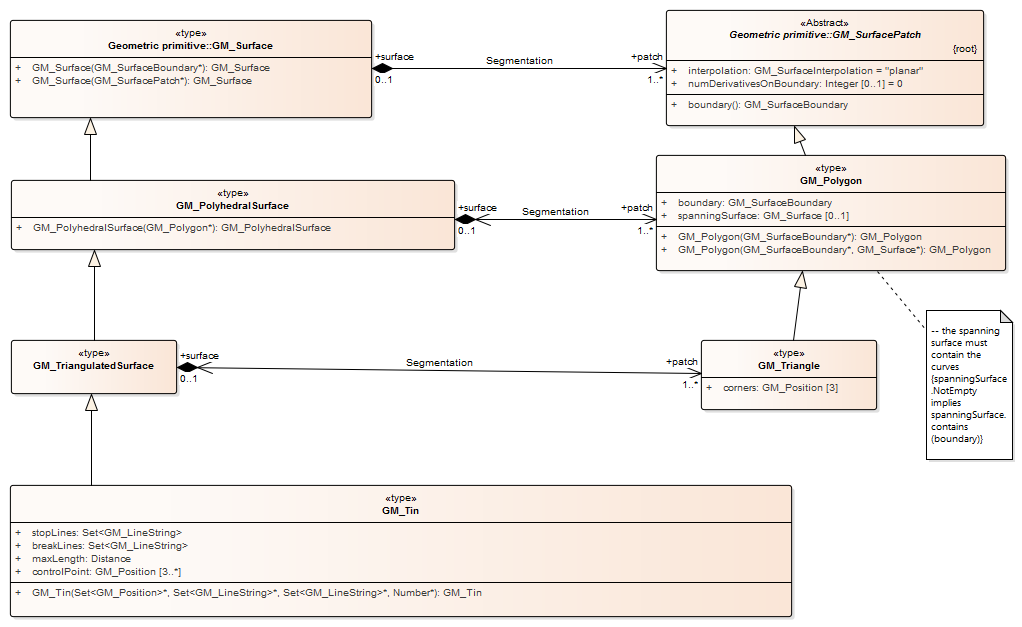 «type»
Geometric primitive::GM_Surface
+ GM_Surface(GM_SurfaceBoundary*): GM_Surface
+ GM_Surface(GM_SurfacePatch*): GM_Surface
+surface
0..1
Segmentation
+patch
1..*
«Abstract»
Geometric primitive::GM_SurfacePatch
{root}
+ interpolation: GM_SurfaceInterpolation = "planar"
+ numDerivativesOnBoundary: Integer [0..1] = 0
+ boundary(): GM_SurfaceBoundary
«type»
GM_PolyhedralSurface
+ GM_PolyhedralSurface(GM_Polygon*): GM_PolyhedralSurface
+surface
0..1
Segmentation
+patch
1..*
«type»
GM_Polygon
+ boundary: GM_SurfaceBoundary
+ spanningSurface: GM_Surface [0..1]
+ GM_Polygon(GM_SurfaceBoundary*): GM_Polygon
+ GM_Polygon(GM_SurfaceBoundary*, GM_Surface*): GM_Polygon
«type»
GM_TriangulatedSurface
+surface
0..1
Segmentation
+patch
1..*
«type»
GM_Triangle
+ corners: GM_Position [3]
-- the spanning
surface must
contain the
curves
{spanningSurface
.NotEmpty
implies
spanningSurface.
contains
(boundary)}
«type»
GM_Tin
+ stopLines: Set<GM_LineString>
+ breakLines: Set<GM_LineString>
+ maxLength: Distance
+ controlPoint: GM_Position [3..*]
+ GM_Tin(Set<GM_Position>*, Set<GM_LineString>*, Set<GM_LineString>*, Number*): GM_Tin